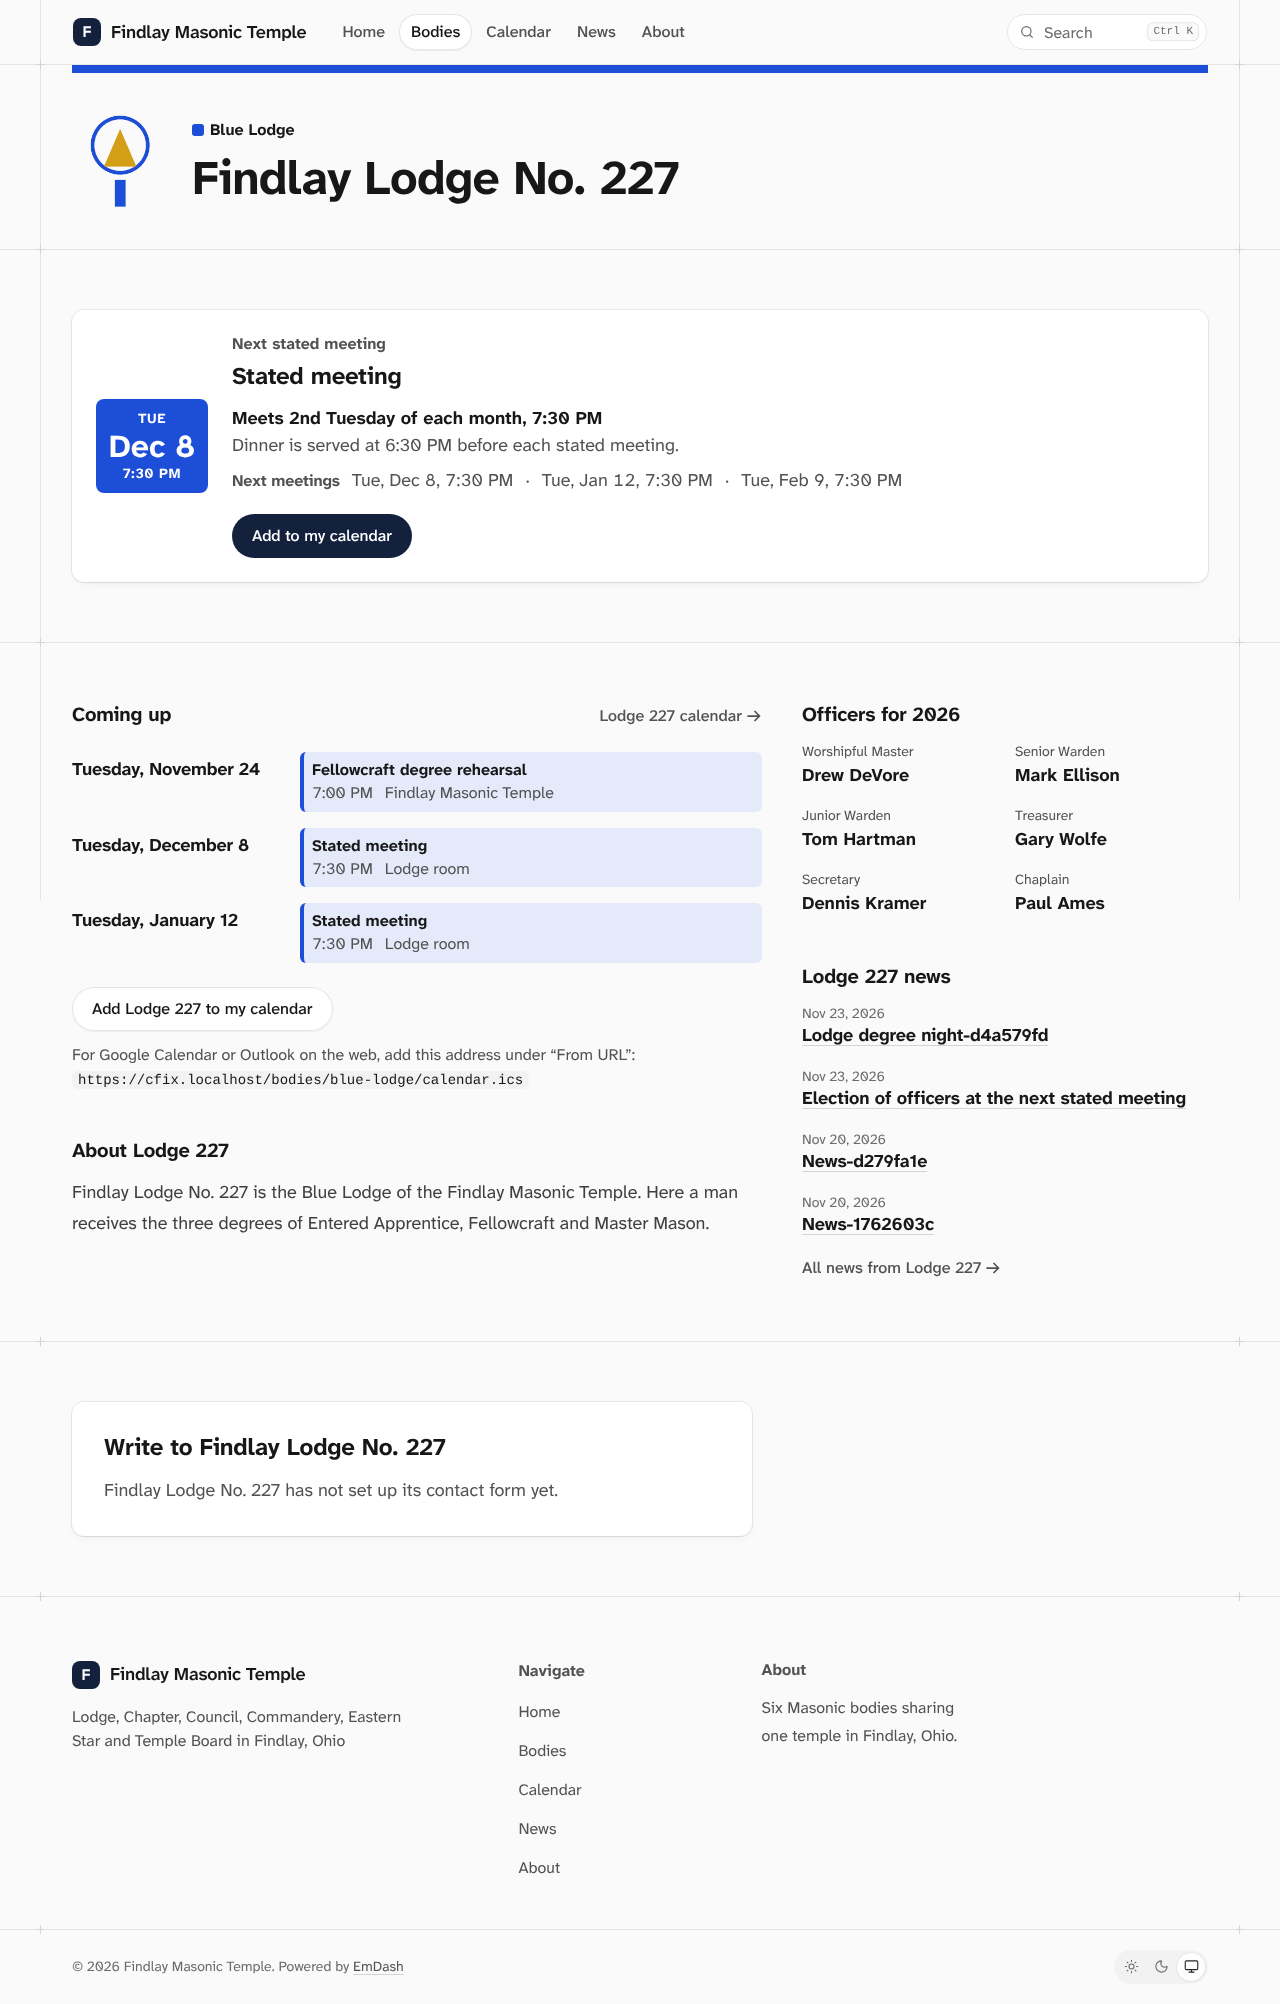 F Findlay Masonic Temple Home Bodies Calendar News About Search Ctrl K
Blue Lodge
Findlay Lodge No. 227
Next stated meeting
Stated meeting
TUE
Dec 8
7:30 PM
Meets 2nd Tuesday of each month, 7:30 PM
Dinner is served at 6:30 PM before each stated meeting.
Next meetings Tue, Dec 8, 7:30 PM · Tue, Jan 12, 7:30 PM · Tue, Feb 9, 7:30 PM
Add to my calendar
Coming up Lodge 227 calendar →
Tuesday, November 24
Fellowcraft degree rehearsal
7:00 PM Findlay Masonic Temple
Tuesday, December 8
Stated meeting
7:30 PM Lodge room
Tuesday, January 12
Stated meeting
7:30 PM Lodge room
Add Lodge 227 to my calendar
For Google Calendar or Outlook on the web, add this address under “From URL”:
https://cfix.localhost/bodies/blue-lodge/calendar.ics
About Lodge 227
Findlay Lodge No. 227 is the Blue Lodge of the Findlay Masonic Temple. Here a man
receives the three degrees of Entered Apprentice, Fellowcraft and Master Mason.
Officers for 2026
Worshipful Master
Drew DeVore
Senior Warden
Mark Ellison
Junior Warden
Tom Hartman
Treasurer
Gary Wolfe
Secretary
Dennis Kramer
Chaplain
Paul Ames
Lodge 227 news
Nov 23, 2026
Lodge degree night-d4a579fd
Nov 23, 2026
Election of officers at the next stated meeting
Nov 20, 2026
News-d279fa1e
Nov 20, 2026
News-1762603c
All news from Lodge 227 →
Write to Findlay Lodge No. 227
Findlay Lodge No. 227 has not set up its contact form yet.
F Findlay Masonic Temple
Lodge, Chapter, Council, Commandery, Eastern
Star and Temple Board in Findlay, Ohio
Navigate
Home
Bodies
Calendar
News
About
About
Six Masonic bodies sharing
one temple in Findlay, Ohio.
© 2026 Findlay Masonic Temple. Powered by EmDash